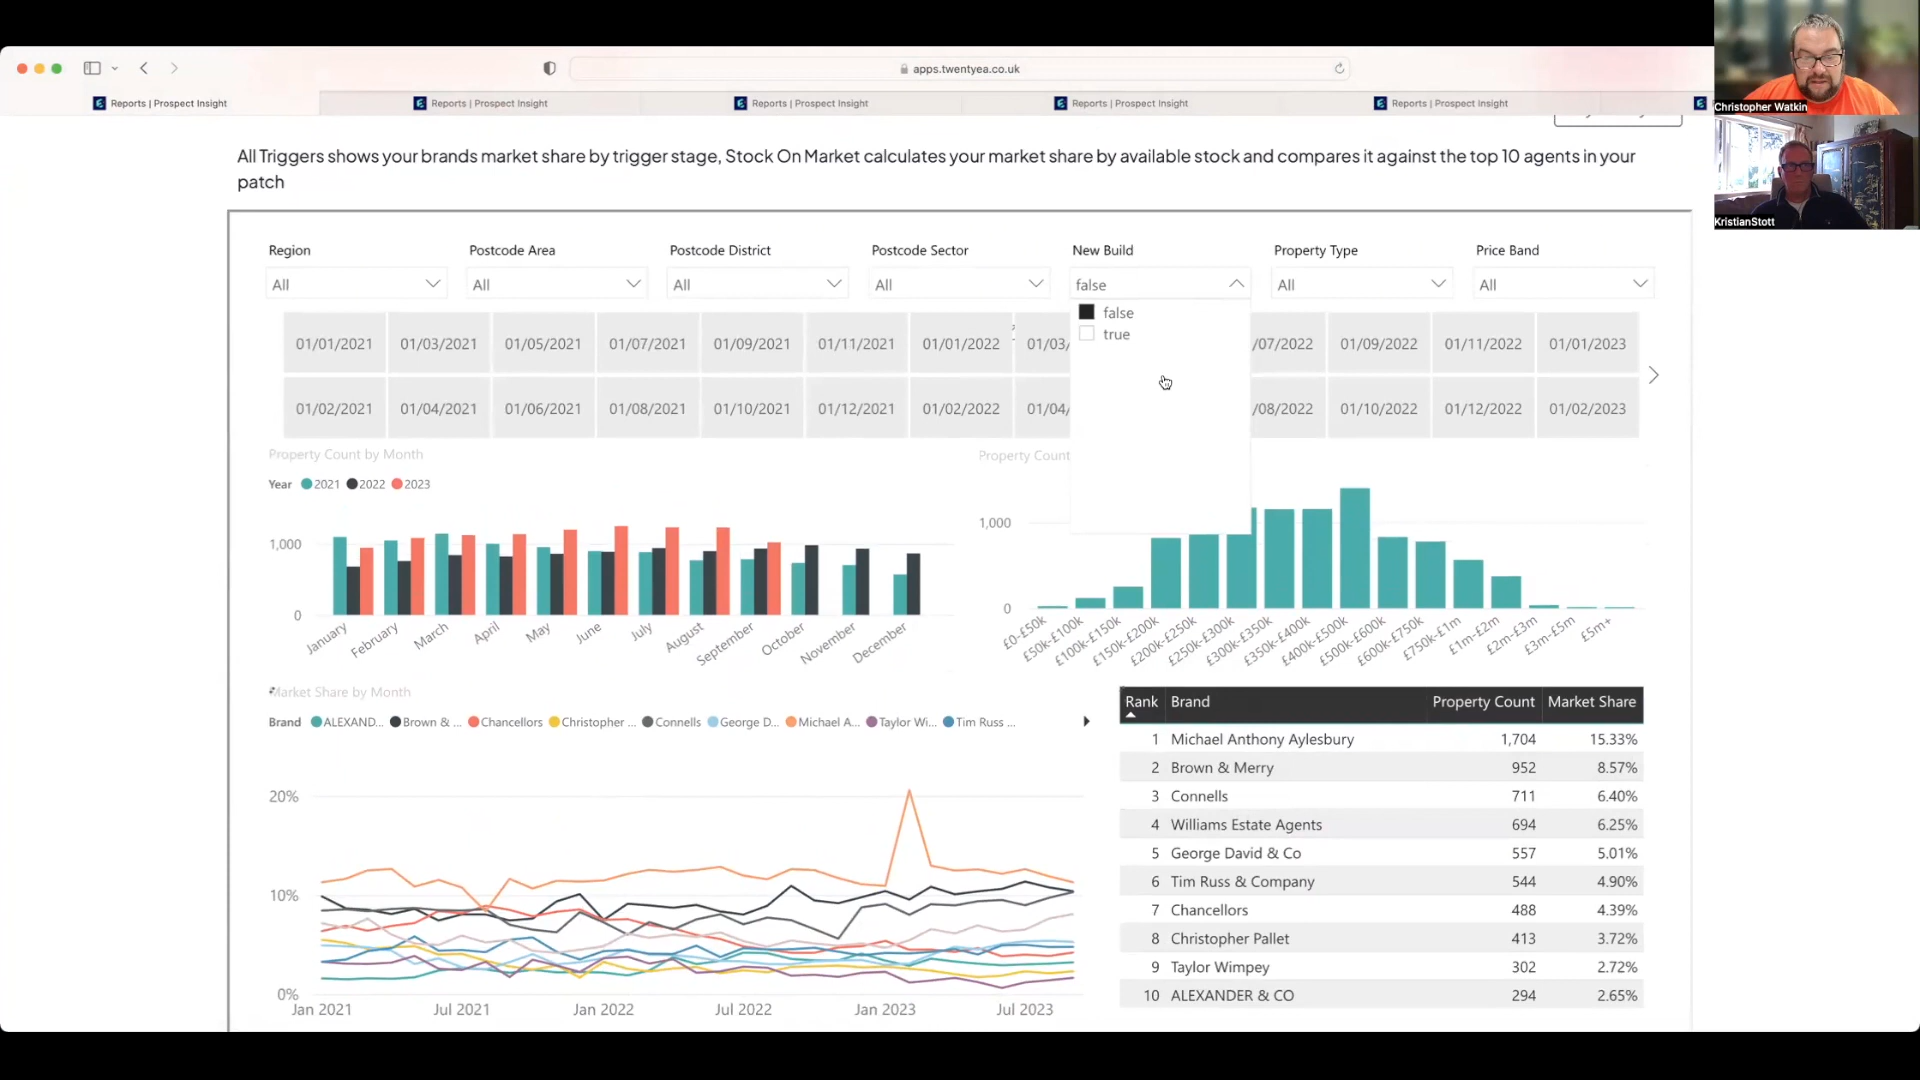 apps.twentyea.co.uk
Reports | Prospect Insight
Reports | Prospect Insight
Reports | Prospect Insight
Reports | Prospect Insight
Reports | Prospect Insight
Christopher Watkin
KristianStott
All Triggers shows your brands market share by trigger stage, Stock On Market calculates your market share by available stock and compares it against the top 10 agents in your
patch
Region Postcode Area Postcode District Postcode Sector New Build Property Type Price Band
All All All All false All All
false
true
01/01/2021 01/03/2021 01/05/2021 01/07/2021 01/09/2021 01/11/2021 01/01/2022 01/03/ /07/2022 01/09/2022 01/11/2022 01/01/2023
01/02/2021 01/04/2021 01/06/2021 01/08/2021 01/10/2021 01/12/2021 01/02/2022 01/04/ /08/2022 01/10/2022 01/12/2022 01/02/2023
Property Count by Month
Year 2021 2022 2023
1,000
0
January February March April May June July August September October November December
Property Count
1,000
0
£0-£50k £50k-£100k £100k-£150k £150k-£200k £200k-£250k £250k-£300k £300k-£350k £350k-£400k £400k-£500k £500k-£600k £600k-£750k £750k-£1m £1m-£2m £2m-£3m £3m-£5m £5m+
Market Share by Month
Brand ALEXAND... Brown & ... Chancellors Christopher ... Connells George D... Michael A... Taylor Wi... Tim Russ ...
20%
10%
0%
Jan 2021 Jul 2021 Jan 2022 Jul 2022 Jan 2023 Jul 2023
Rank Brand Property Count Market Share
1 Michael Anthony Aylesbury 1,704 15.33%
2 Brown & Merry 952 8.57%
3 Connells 711 6.40%
4 Williams Estate Agents 694 6.25%
5 George David & Co 557 5.01%
6 Tim Russ & Company 544 4.90%
7 Chancellors 488 4.39%
8 Christopher Pallet 413 3.72%
9 Taylor Wimpey 302 2.72%
10 ALEXANDER & CO 294 2.65%